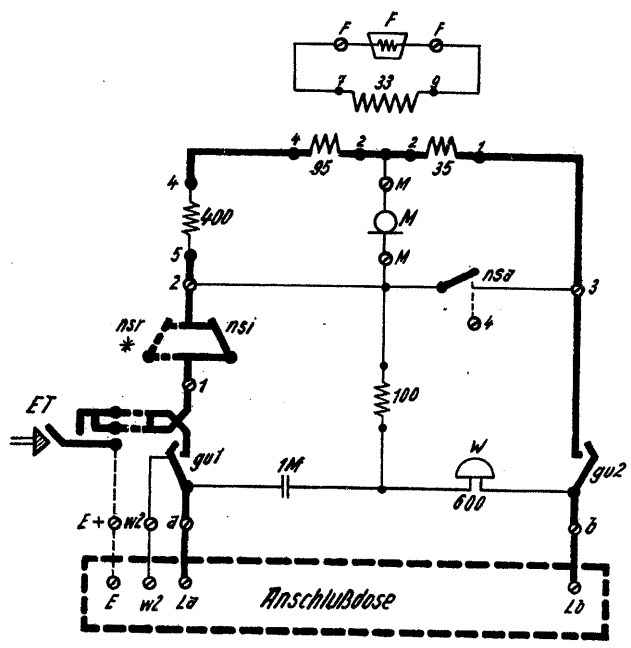 F F F
7 33 9
4 95 2 2 35 1
4 M
400 M
5 M
2 nsa 3
4
nsr nsi
*
1 100
ET
gu1 1M W gu2
600
E+ w2 a b
E w2 La Anschlußdose Lb